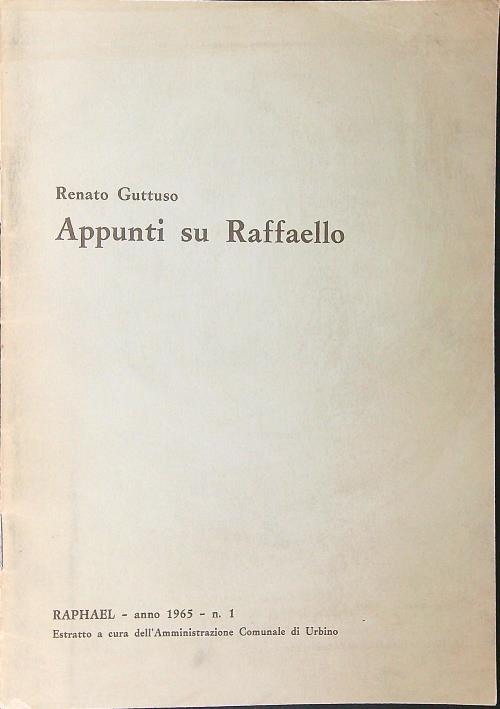 Renato Guttuso
Appunti su Raffaello
RAPHAEL - anno 1965 - n. 1
Estratto a cura dell'Amministrazione Comunale di Urbino